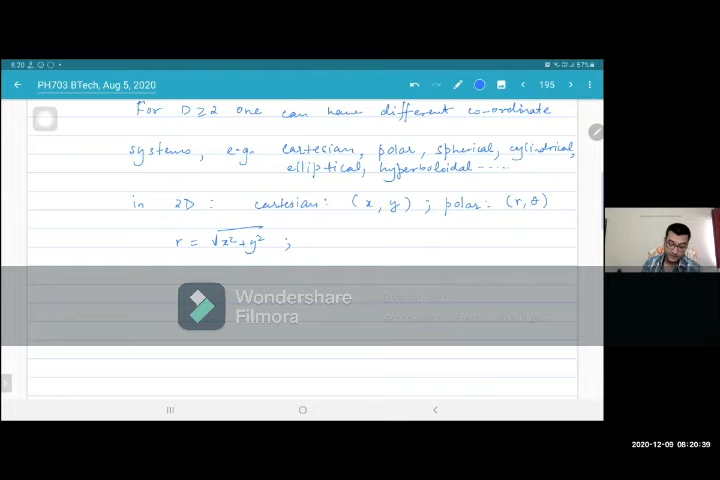 8:20
57%
PH703 BTech, Aug 5, 2020
195
For D ≥ 2 one can have different co-ordinate
systems, e.g. cartesian, polar, spherical, cylindrical,
elliptical, hyperboloidal .....
in 2D : cartesian: (x, y) ; polar: (r, θ)
r = √x²+y² ;
Wondershare
Filmora
2020-12-09 08:20:39